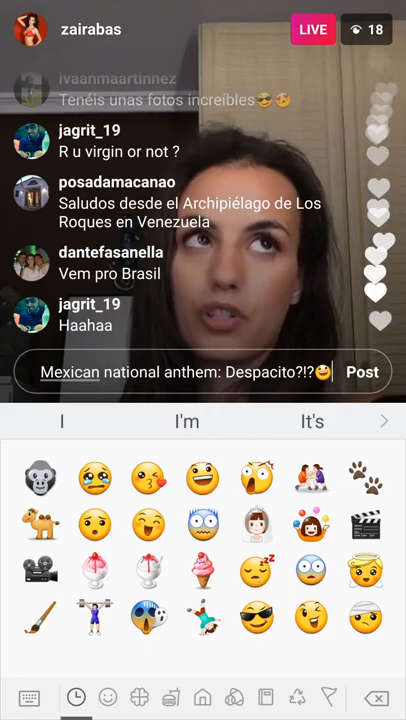 zairabas
LIVE
18
ivaanmaartinnez
Tenéis unas fotos increíbles😎🥰
jagrit_19
R u virgin or not ?
posadamacanao
Saludos desde el Archipiélago de Los
Roques en Venezuela
dantefasanella
Vem pro Brasil
jagrit_19
Haahaa
Mexican national anthem: Despacito?!?😆 Post
I I'm It's